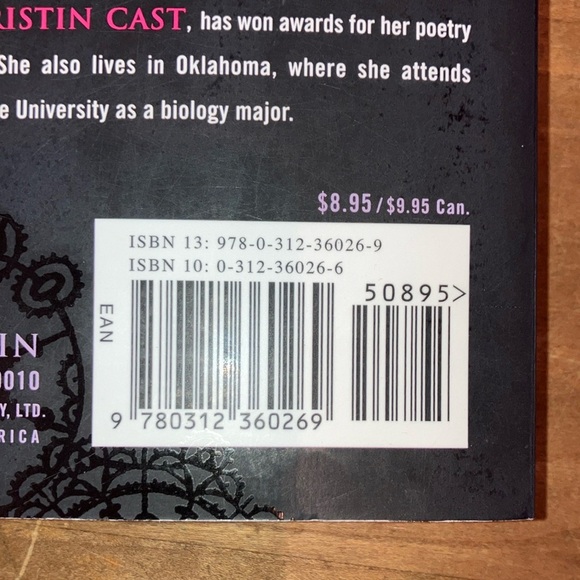 RISTIN CAST, has won awards for her poetry
She also lives in Oklahoma, where she attends
e University as a biology major.
$8.95/$9.95 Can.
ISBN 13: 978-0-312-36026-9
ISBN 10: 0-312-36026-6
50895>
EAN
9 780312 360269
IN
0010
Y, LTD.
RICA